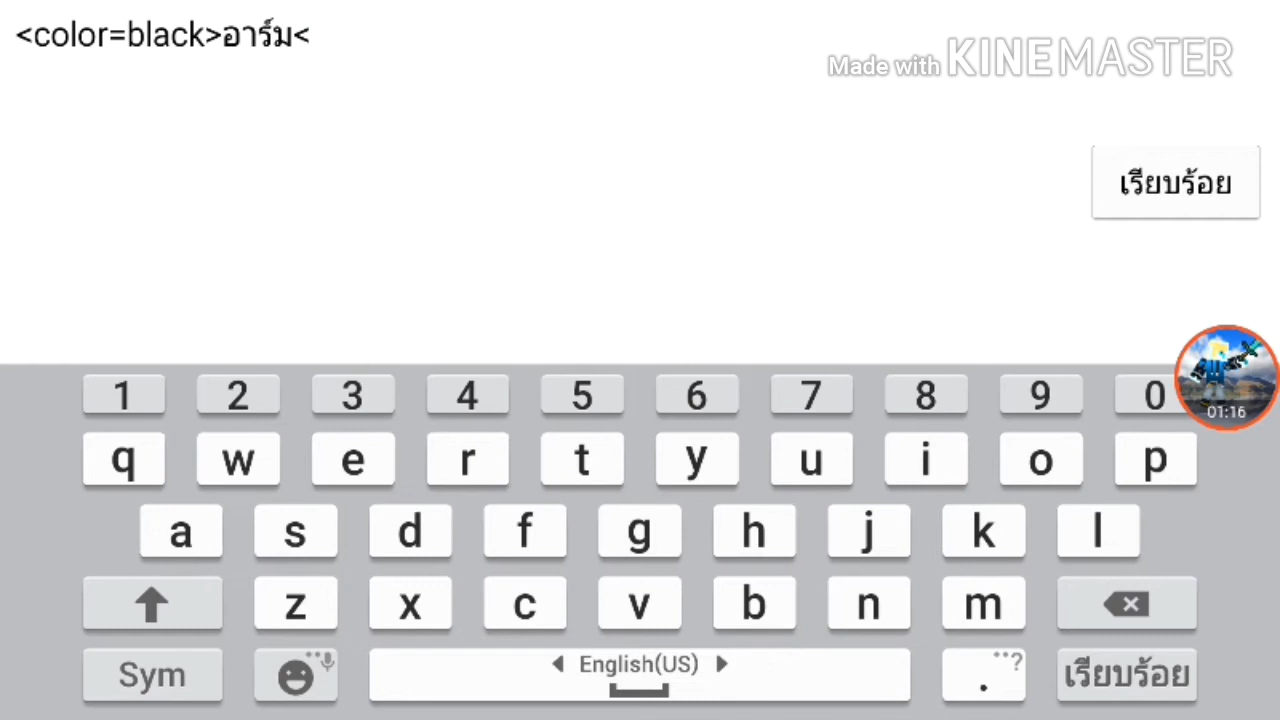 <color=black>อาร์ม<
Made with KINEMASTER
เรียบร้อย
01:16
1 2 3 4 5 6 7 8 9 0
q w e r t y u i o p
a s d f g h j k l
z x c v b n m
Sym English(US) . ? เรียบร้อย